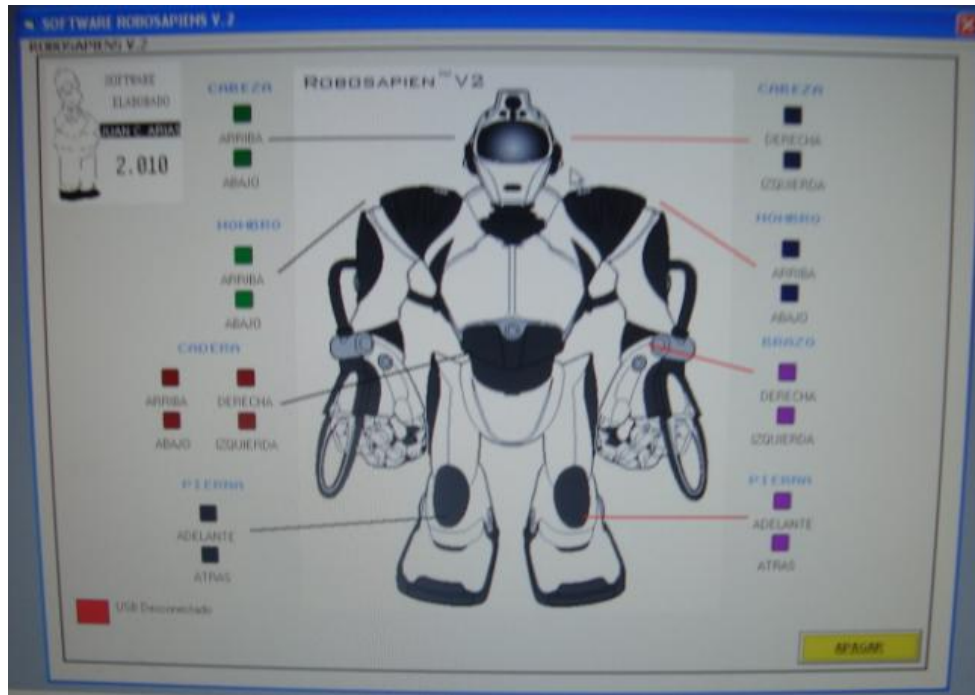 SOFTWARE ROBOSAPIENS V.2
ROBOSAPIENS V.2
SOFTWARE
ELABORADO
JUAN C. ARIAS
2.010
ROBOSAPIEN™ V2
CABEZA
ARRIBA
ABAJO
HOMBRO
ARRIBA
ABAJO
CADERA
ARRIBA
DERECHA
ABAJO
IZQUIERDA
PIERNA
ADELANTE
ATRAS
USB Desconectado
CABEZA
DERECHA
IZQUIERDA
HOMBRO
ARRIBA
ABAJO
BRAZO
DERECHA
IZQUIERDA
PIERNA
ADELANTE
ATRAS
APAGAR